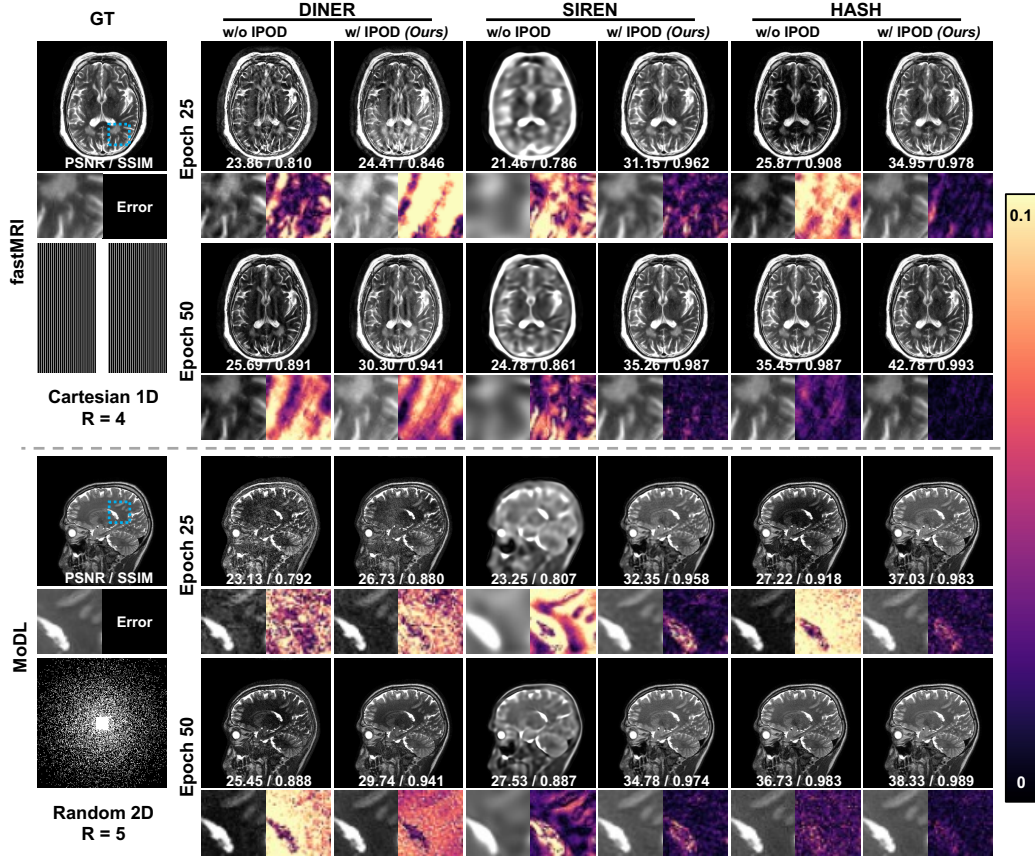 GT
DINER
SIREN
HASH
w/o IPOD
w/ IPOD (Ours)
w/o IPOD
w/ IPOD (Ours)
w/o IPOD
w/ IPOD (Ours)
fastMRI
Epoch 25
PSNR / SSIM
23.86 / 0.810
24.41 / 0.846
21.46 / 0.786
31.15 / 0.962
25.87 / 0.908
34.95 / 0.978
Error
0.1
Epoch 50
25.69 / 0.891
30.30 / 0.941
24.78 / 0.861
35.26 / 0.987
35.45 / 0.987
42.78 / 0.993
Cartesian 1D
R = 4
MoDL
Epoch 25
PSNR / SSIM
23.13 / 0.792
26.73 / 0.880
23.25 / 0.807
32.35 / 0.958
27.22 / 0.918
37.03 / 0.983
Error
Epoch 50
25.45 / 0.888
29.74 / 0.941
27.53 / 0.887
34.78 / 0.974
36.73 / 0.983
38.33 / 0.989
0
Random 2D
R = 5